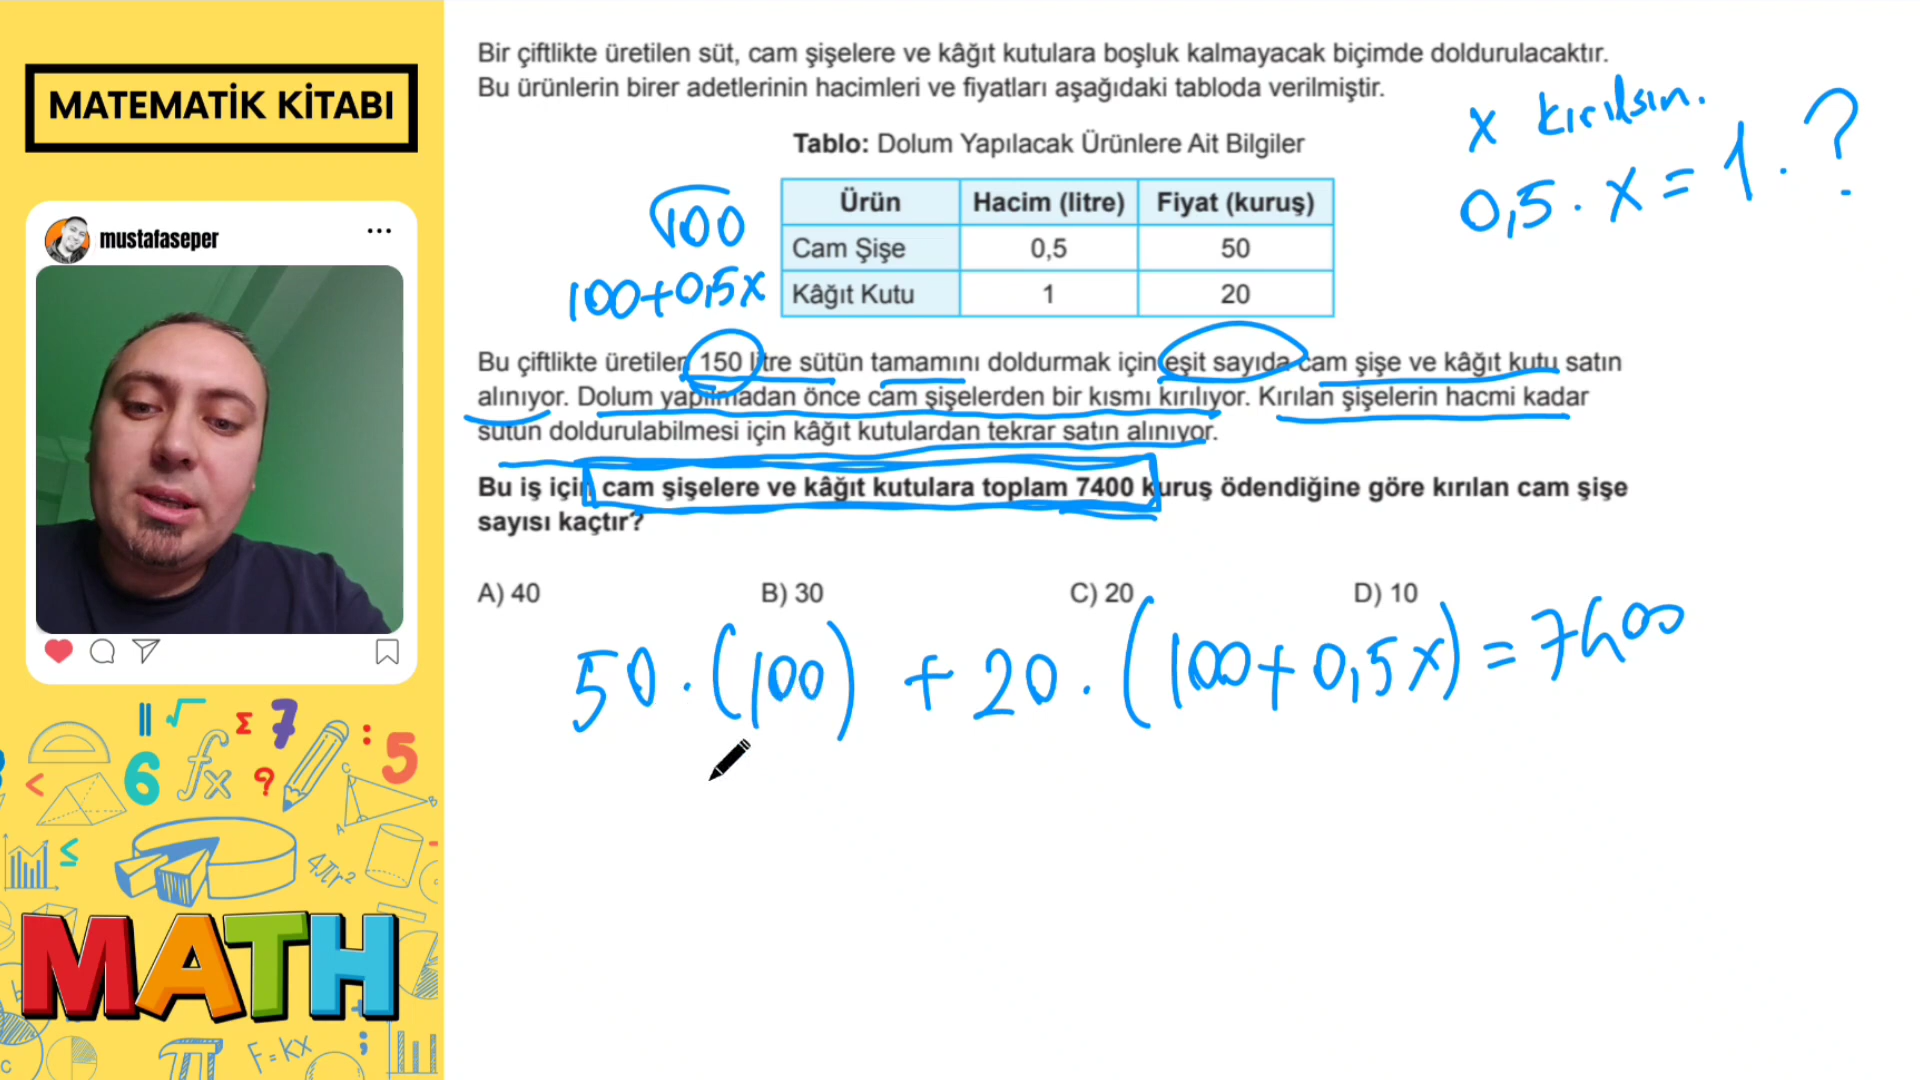 MATEMATİK KİTABI
mustafaseper
MATH
Bir çiftlikte üretilen süt, cam şişelere ve kâğıt kutulara boşluk kalmayacak biçimde doldurulacaktır.
Bu ürünlerin birer adetlerinin hacimleri ve fiyatları aşağıdaki tabloda verilmiştir.
x kırılsın.
0,5 . x = 1 . ?
Tablo: Dolum Yapılacak Ürünlere Ait Bilgiler
Ürün Hacim (litre) Fiyat (kuruş)
100 Cam Şişe 0,5 50
100+0,5x Kâğıt Kutu 1 20
Bu çiftlikte üretilen 150 litre sütün tamamını doldurmak için eşit sayıda cam şişe ve kâğıt kutu satın
alınıyor. Dolum yapılmadan önce cam şişelerden bir kısmı kırılıyor. Kırılan şişelerin hacmi kadar
sütün doldurulabilmesi için kâğıt kutulardan tekrar satın alınıyor.
Bu iş için cam şişelere ve kâğıt kutulara toplam 7400 kuruş ödendiğine göre kırılan cam şişe
sayısı kaçtır?
A) 40 B) 30 C) 20 D) 10
50 . (100) + 20 . (100+0,5x) = 7400